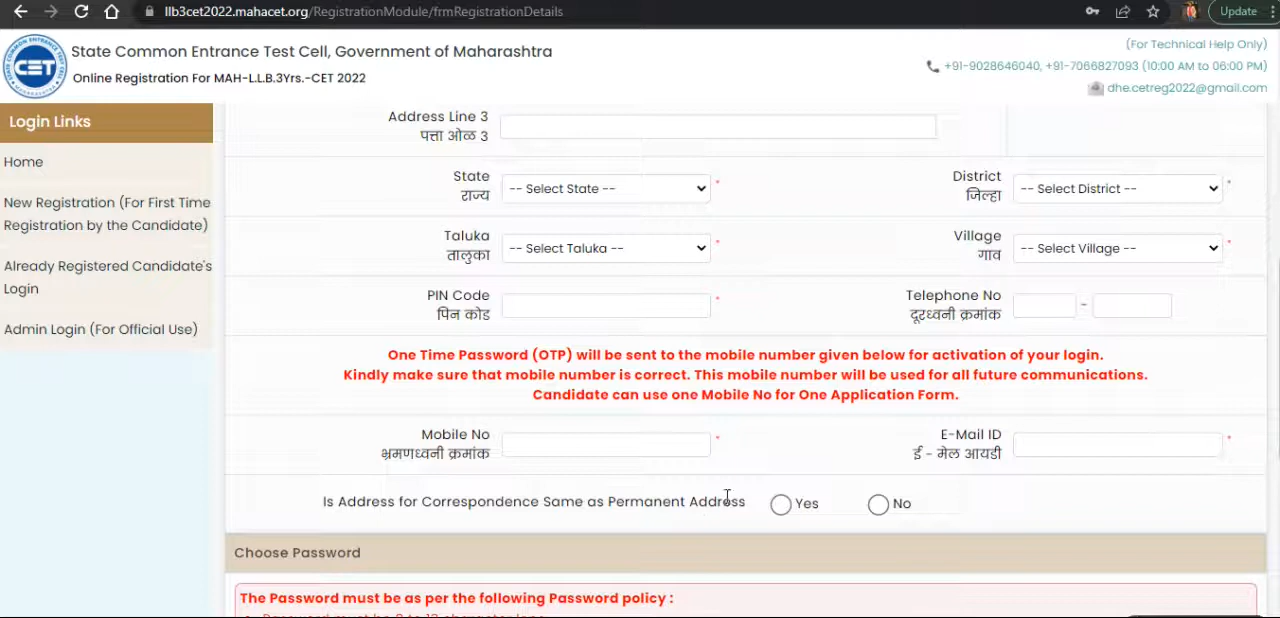 llb3cet2022.mahacet.org/RegistrationModule/frmRegistrationDetails
Update
State Common Entrance Test Cell, Government of Maharashtra
Online Registration For MAH-L.L.B.3Yrs.-CET 2022
(For Technical Help Only)
+91-9028646040, +91-7066827093 (10:00 AM to 06:00 PM)
dhe.cetreg2022@gmail.com
CET
Login Links
Home
New Registration (For First Time
Registration by the Candidate)
Already Registered Candidate's
Login
Admin Login (For Official Use)
Address Line 3
पत्ता ओळ 3
State
राज्य
-- Select State --
*
District
जिल्हा
-- Select District --
*
Taluka
तालुका
-- Select Taluka --
*
Village
गाव
-- Select Village --
*
PIN Code
पिन कोड
*
Telephone No
दूरध्वनी क्रमांक
-
One Time Password (OTP) will be sent to the mobile number given below for activation of your login.
Kindly make sure that mobile number is correct. This mobile number will be used for all future communications.
Candidate can use one Mobile No for One Application Form.
Mobile No
भ्रमणध्वनी क्रमांक
*
E-Mail ID
ई - मेल आयडी
*
Is Address for Correspondence Same as Permanent Address
Yes
No
Choose Password
The Password must be as per the following Password policy :